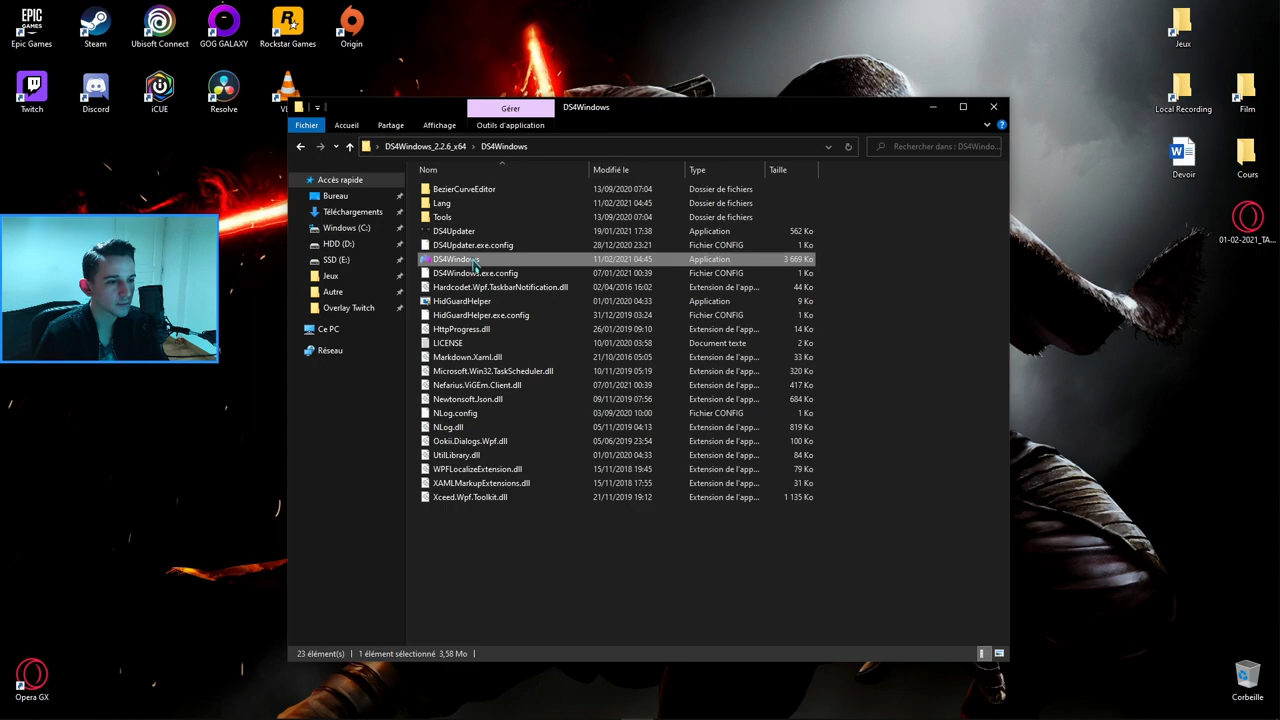 EPIC GAMES
Epic Games
Steam
Ubisoft Connect
GOG GALAXY
Rockstar Games
Origin
Twitch
Discord
iCUE
Resolve
Opera GX
Jeux
Local Recording
Film
Devoir
Cours
01-02-2021_TA...
Corbeille
Gérer
DS4Windows
Fichier
Accueil
Partage
Affichage
Outils d'application
DS4Windows_2.2.6_x64 > DS4Windows
Rechercher dans : DS4Windo...
Accès rapide
Bureau
Téléchargements
Windows (C:)
HDD (D:)
SSD (E:)
Jeux
Autre
Overlay Twitch
Ce PC
Réseau
Nom Modifié le Type Taille
BezierCurveEditor 13/09/2020 07:04 Dossier de fichiers
Lang 11/02/2021 04:45 Dossier de fichiers
Tools 13/09/2020 07:04 Dossier de fichiers
DS4Updater 19/01/2021 17:38 Application 562 Ko
DS4Updater.exe.config 28/12/2020 23:21 Fichier CONFIG 1 Ko
DS4Windows 11/02/2021 04:45 Application 3 669 Ko
DS4Windows.exe.config 07/01/2021 00:39 Fichier CONFIG 1 Ko
Hardcodet.Wpf.TaskbarNotification.dll 02/04/2016 16:02 Extension de l'app... 44 Ko
HidGuardHelper 01/01/2020 04:33 Application 9 Ko
HidGuardHelper.exe.config 31/12/2019 03:24 Fichier CONFIG 1 Ko
HttpProgress.dll 26/01/2019 09:10 Extension de l'app... 14 Ko
LICENSE 10/01/2020 03:58 Document texte 2 Ko
Markdown.Xaml.dll 21/10/2016 05:05 Extension de l'app... 33 Ko
Microsoft.Win32.TaskScheduler.dll 10/11/2019 05:19 Extension de l'app... 320 Ko
Nefarius.ViGEm.Client.dll 07/01/2021 00:39 Extension de l'app... 417 Ko
Newtonsoft.Json.dll 09/11/2019 07:56 Extension de l'app... 684 Ko
NLog.config 03/09/2020 10:00 Fichier CONFIG 1 Ko
NLog.dll 05/11/2019 04:13 Extension de l'app... 819 Ko
Ookii.Dialogs.Wpf.dll 05/06/2019 23:54 Extension de l'app... 100 Ko
UtilLibrary.dll 01/01/2020 04:33 Extension de l'app... 84 Ko
WPFLocalizeExtension.dll 15/11/2018 19:45 Extension de l'app... 79 Ko
XAMLMarkupExtensions.dll 15/11/2018 17:55 Extension de l'app... 31 Ko
Xceed.Wpf.Toolkit.dll 21/11/2019 19:12 Extension de l'app... 1 135 Ko
23 élément(s) | 1 élément sélectionné 3,58 Mo |